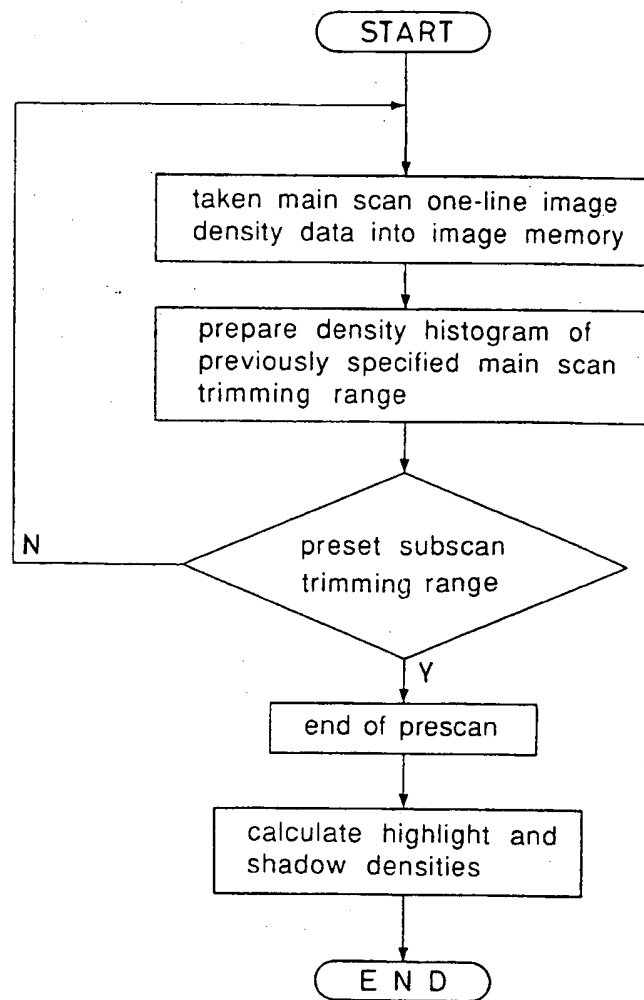 START
taken main scan one-line image
density data into image memory
prepare density histogram of
previously specified main scan
trimming range
N
preset subscan
trimming range
Y
end of prescan
calculate highlight and
shadow densities
END